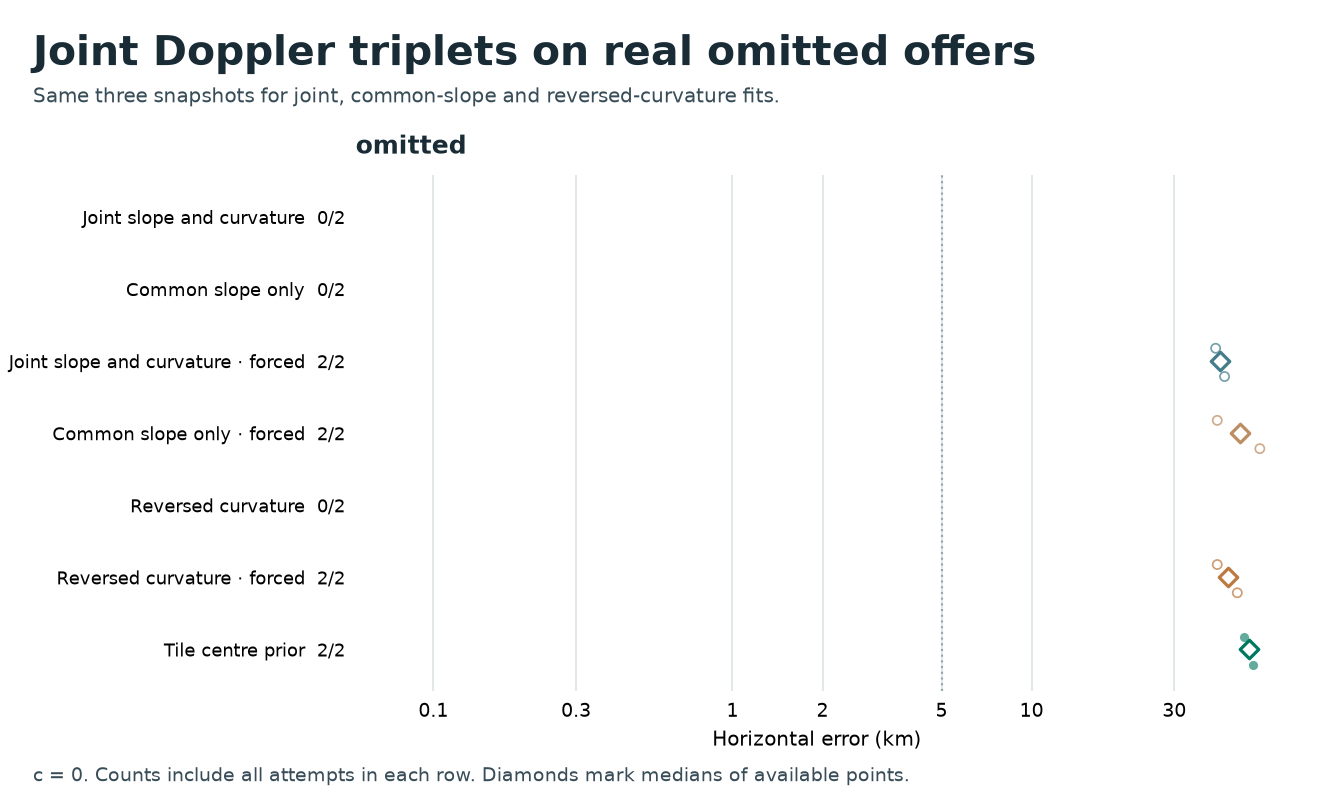 Joint Doppler triplets on real omitted offers
Same three snapshots for joint, common-slope and reversed-curvature fits.
omitted
Joint slope and curvature 0/2
Common slope only 0/2
Joint slope and curvature · forced 2/2
Common slope only · forced 2/2
Reversed curvature 0/2
Reversed curvature · forced 2/2
Tile centre prior 2/2
0.1 0.3 1 2 5 10 30
Horizontal error (km)
c = 0. Counts include all attempts in each row. Diamonds mark medians of available points.